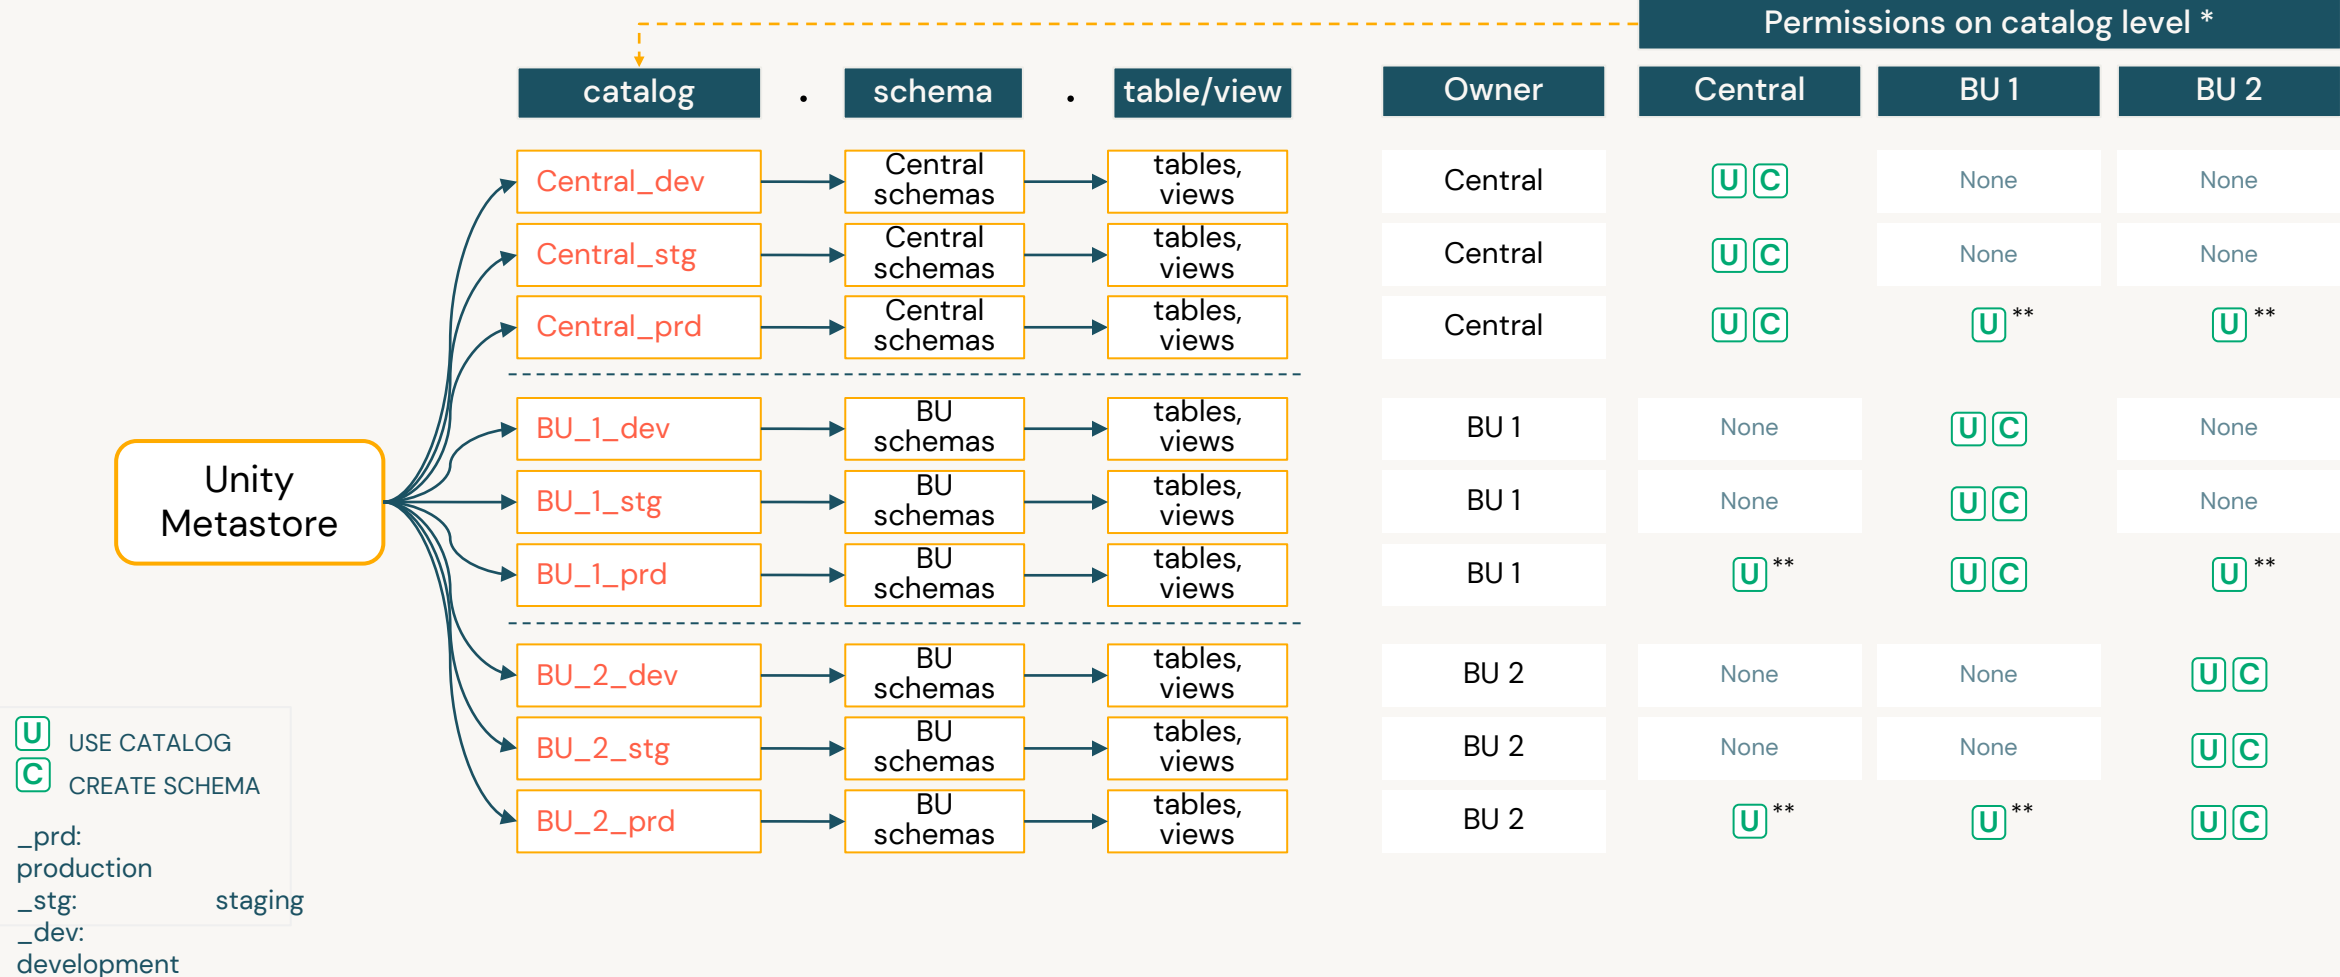 Permissions on catalog level *
catalog . schema . table/view Owner Central BU 1 BU 2
Central_dev Central schemas tables, views Central U C None None
Central_stg Central schemas tables, views Central U C None None
Central_prd Central schemas tables, views Central U C U ** U **
BU_1_dev BU schemas tables, views BU 1 None U C None
BU_1_stg BU schemas tables, views BU 1 None U C None
BU_1_prd BU schemas tables, views BU 1 U ** U C U **
Unity
Metastore
BU_2_dev BU schemas tables, views BU 2 None None U C
BU_2_stg BU schemas tables, views BU 2 None None U C
BU_2_prd BU schemas tables, views BU 2 U ** U ** U C
U USE CATALOG
C CREATE SCHEMA
_prd:
production
_stg: staging
_dev:
development